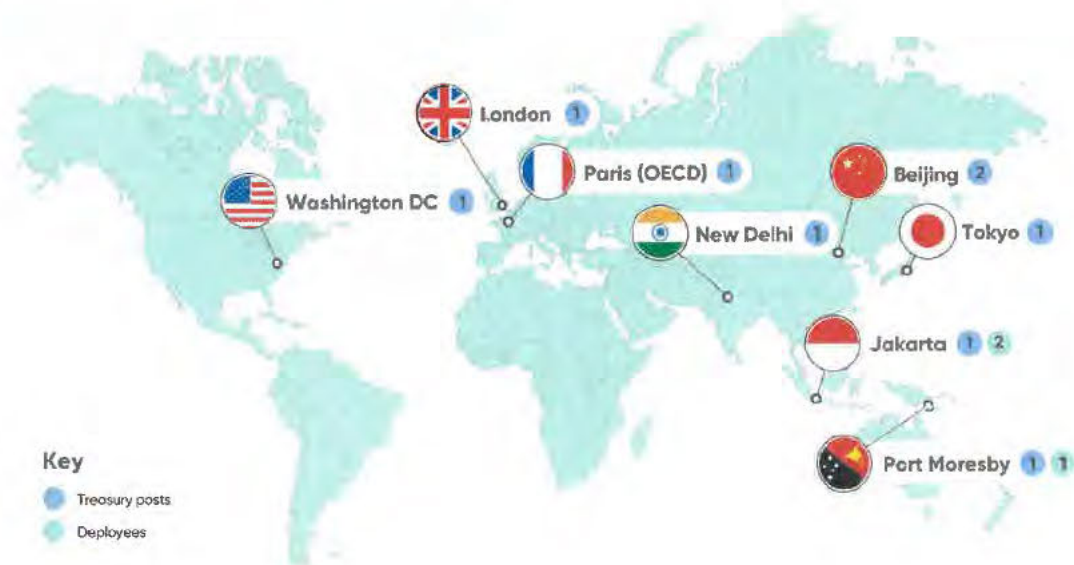 London 1
Paris (OECD) 1
Beijing 2
Washington DC 1
New Delhi 1
Tokyo 1
Jakarta 1 2
Port Moresby 1 1
Key
Treasury posts
Deployees